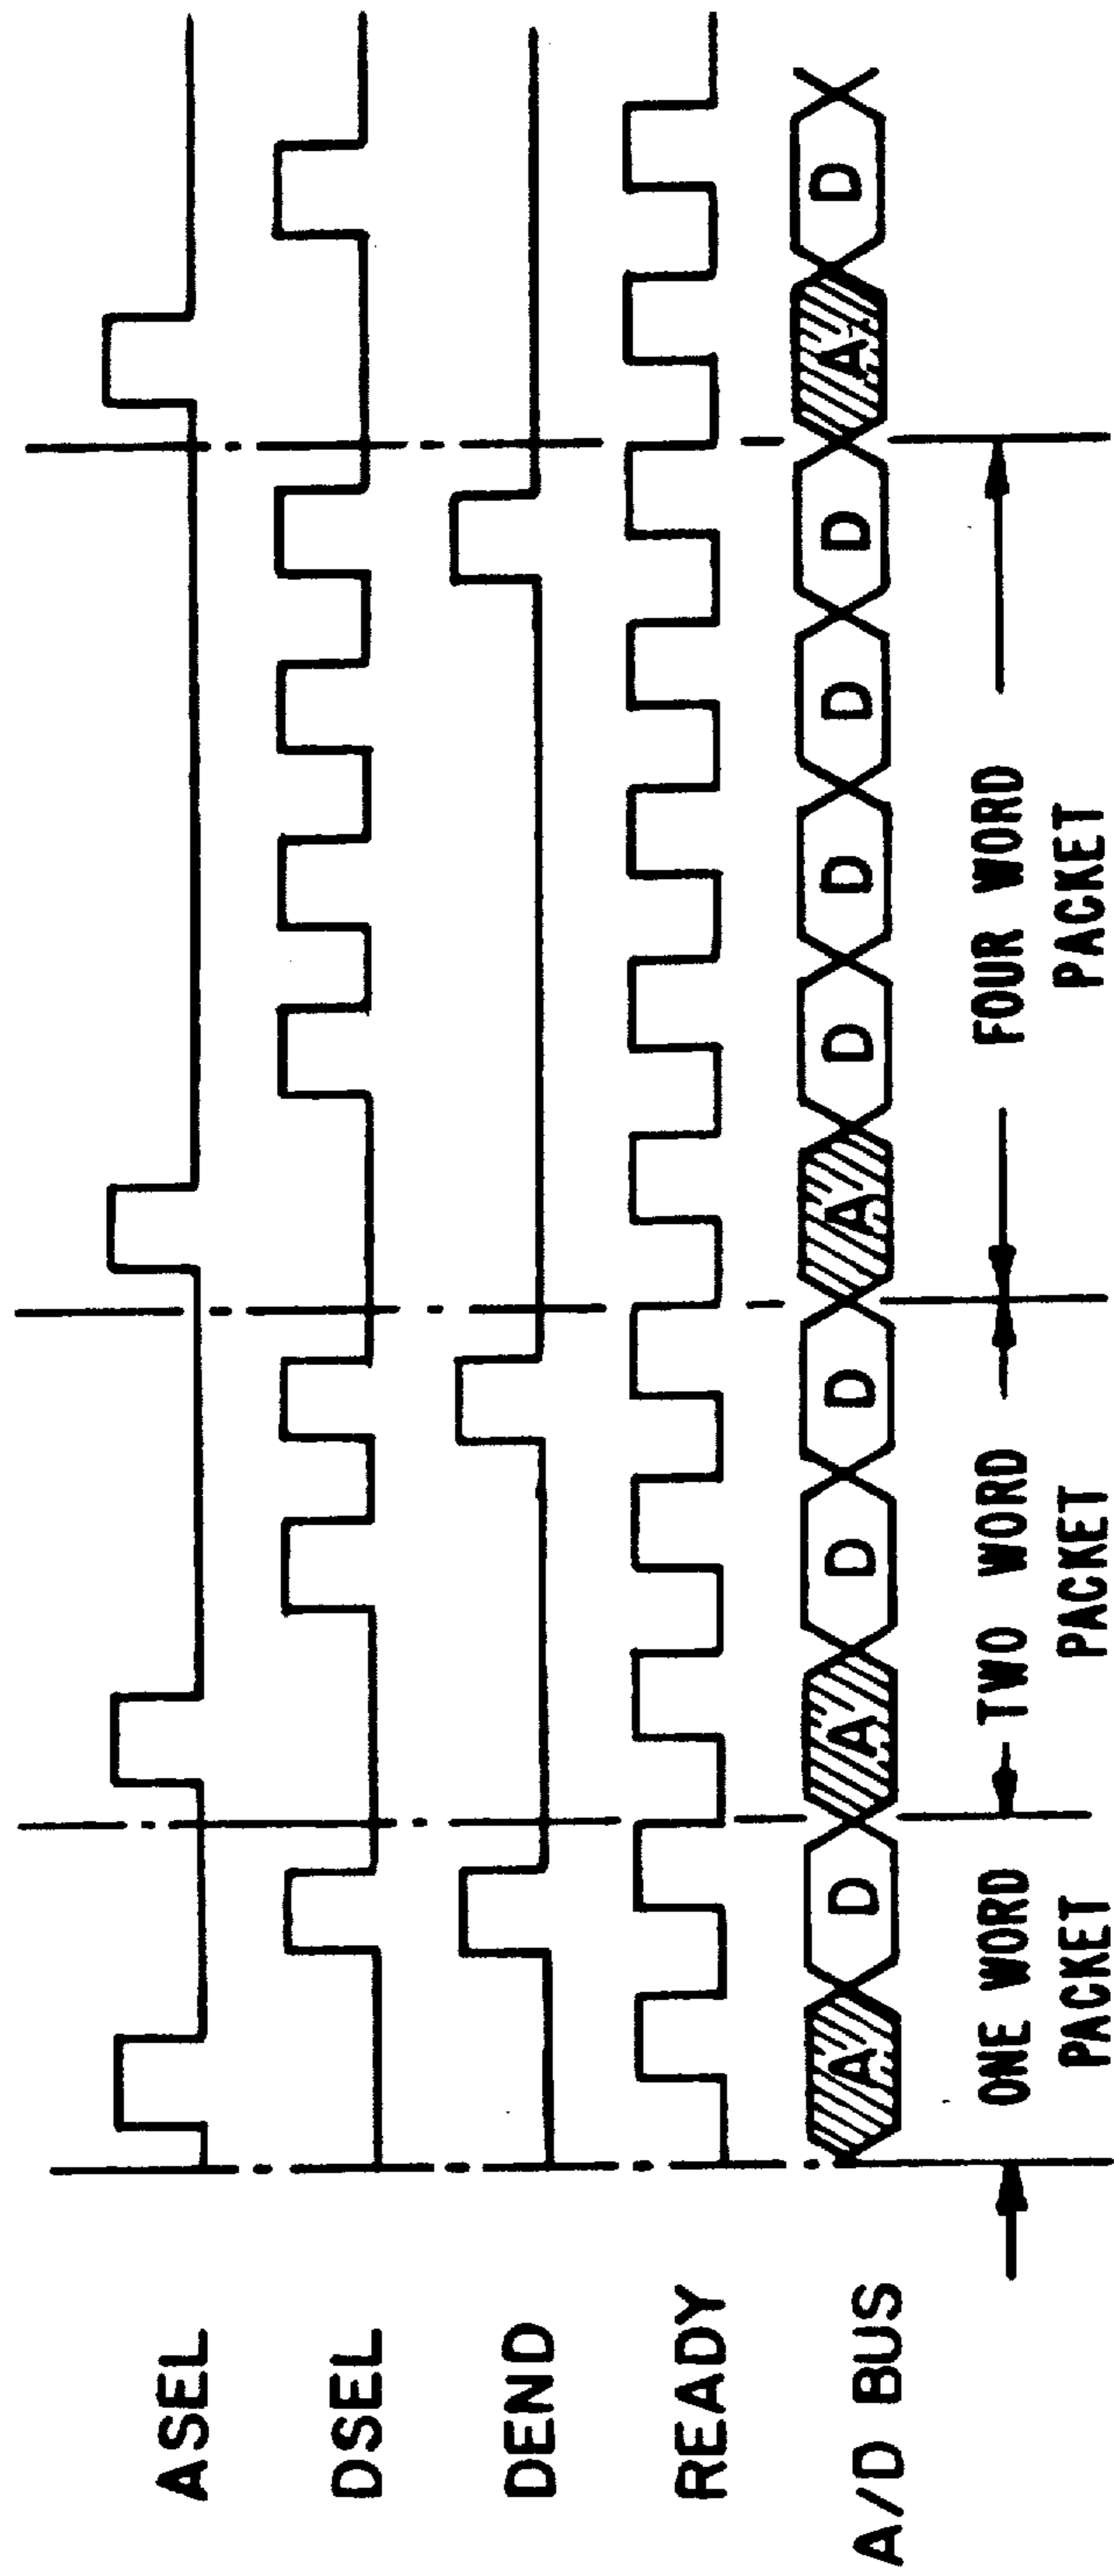 ASEL
DSEL
DEND
READY
A/D BUS
A D A D D A D D D D A D
ONE WORD
PACKET
TWO WORD
PACKET
FOUR WORD
PACKET